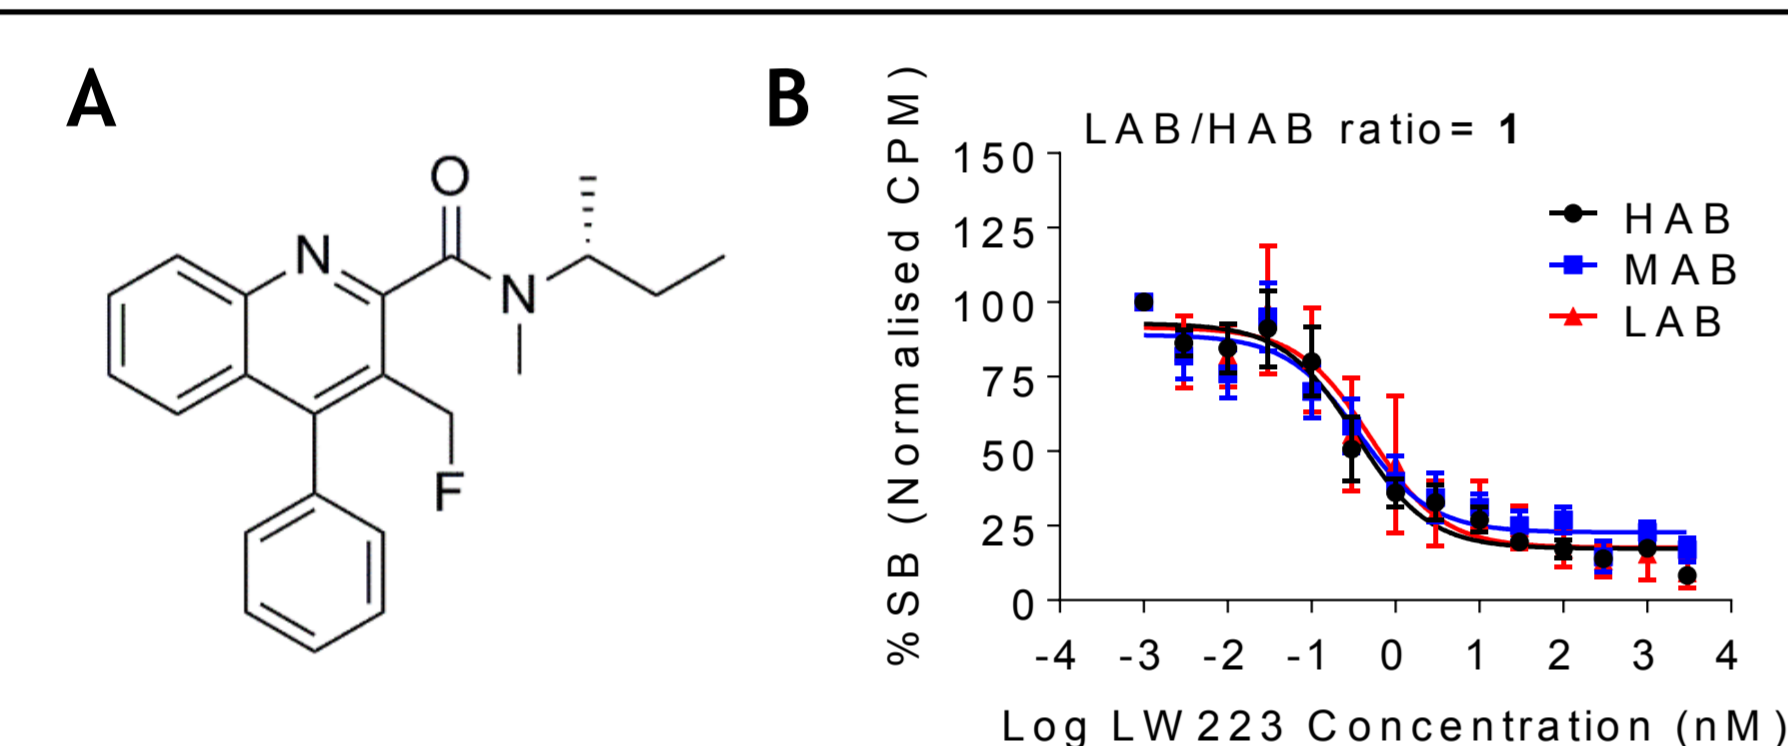 A
O
N
N
F
B
%SB (Normalised CPM)
LAB/HAB ratio= 1
150
125
100
75
50
25
0
HAB
MAB
LAB
-4 -3 -2 -1 0 1 2 3 4
Log LW223 Concentration (nM)